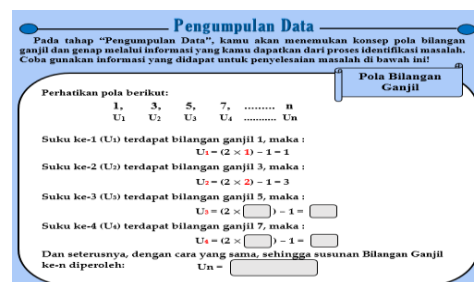 Pengumpulan Data
Pada tahap “Pengumpulan Data”, kamu akan menemukan konsep pola bilangan
ganjil dan genap melalui informasi yang kamu dapatkan dari proses identifikasi masalah.
Coba gunakan informasi yang didapat untuk penyelesaian masalah di bawah ini!
Pola Bilangan
Ganjil
Perhatikan pola berikut:
1, 3, 5, 7, ......... n
U₁ U₂ U₃ U₄ ........... Un
Suku ke-1 (U₁) terdapat bilangan ganjil 1, maka :
U₁ = (2 × 1) – 1 = 1
Suku ke-2 (U₂) terdapat bilangan ganjil 3, maka :
U₂ = (2 × 2) – 1 = 3
Suku ke-3 (U₃) terdapat bilangan ganjil 5, maka :
U₃ = (2 × ) – 1 =
Suku ke-4 (U₄) terdapat bilangan ganjil 7, maka :
U₄ = (2 × ) – 1 =
Dan seterusnya, dengan cara yang sama, sehingga susunan Bilangan Ganjil
ke-n diperoleh: Un =